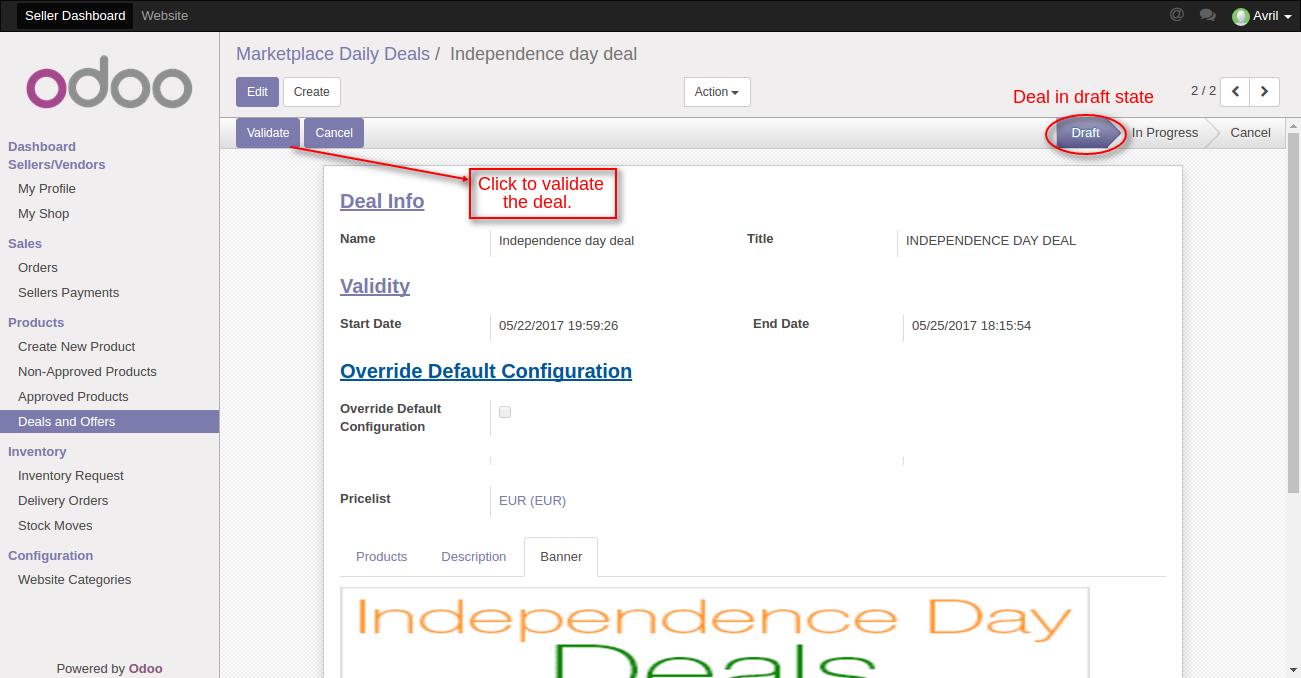 Seller Dashboard Website @ Avril
odoo
Marketplace Daily Deals / Independence day deal
Edit Create Action Deal in draft state 2 / 2
Validate Cancel Draft In Progress Cancel
Click to validate
the deal.
Dashboard
Sellers/Vendors
My Profile
My Shop
Sales
Orders
Sellers Payments
Products
Create New Product
Non-Approved Products
Approved Products
Deals and Offers
Inventory
Inventory Request
Delivery Orders
Stock Moves
Configuration
Website Categories
Powered by Odoo
Deal Info
Name Independence day deal Title INDEPENDENCE DAY DEAL
Validity
Start Date 05/22/2017 19:59:26 End Date 05/25/2017 18:15:54
Override Default Configuration
Override Default
Configuration
Pricelist EUR (EUR)
Products Description Banner
Independence Day
Deals